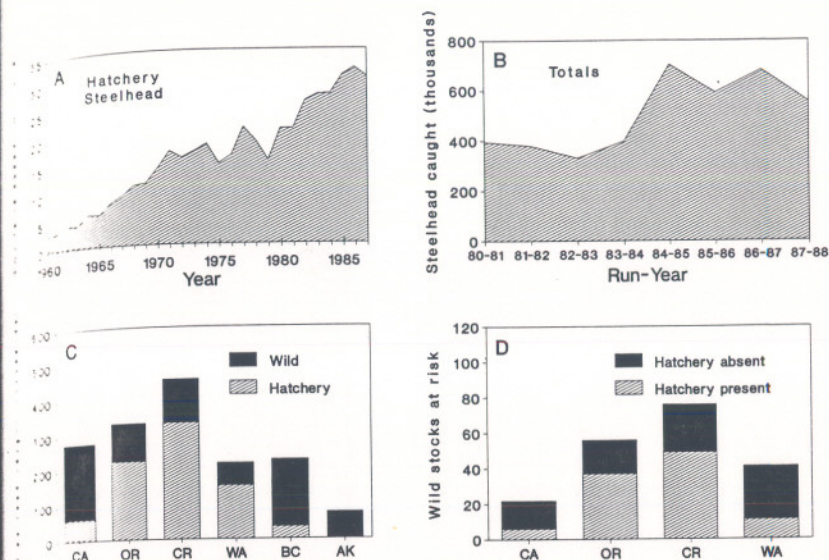 A
Hatchery
Steelhead
5
1965
1970
1975
1980
1985
Year
B
Totals
Steelhead caught (thousands)
800
600
400
200
0
80-81 81-82 82-83 83-84 84-85 85-86 86-87 87-88
Run-Year
C
Wild
Hatchery
0
CA OR CR WA BC AK
D
Hatchery absent
Hatchery present
Wild stocks at risk
120
100
80
60
40
20
0
CA OR CR WA